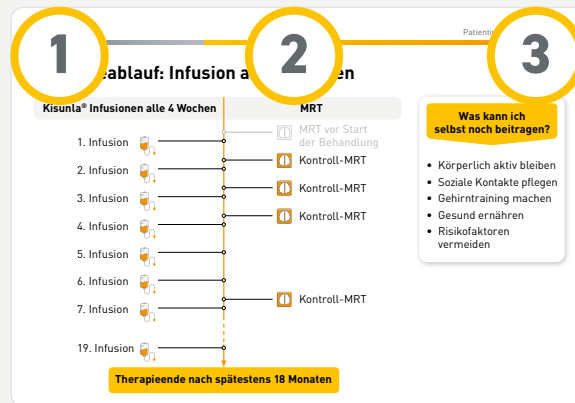 1
2
3
Patienti
eablauf: Infusion a en
Kisunla® Infusionen alle 4 Wochen
MRT
MRT vor Start
der Behandlung
1. Infusion
2. Infusion
Kontroll-MRT
3. Infusion
Kontroll-MRT
4. Infusion
Kontroll-MRT
5. Infusion
6. Infusion
7. Infusion
Kontroll-MRT
19. Infusion
Therapieende nach spätestens 18 Monaten
Was kann ich
selbst noch beitragen?
• Körperlich aktiv bleiben
• Soziale Kontakte pflegen
• Gehirntraining machen
• Gesund ernähren
• Risikofaktoren
vermeiden